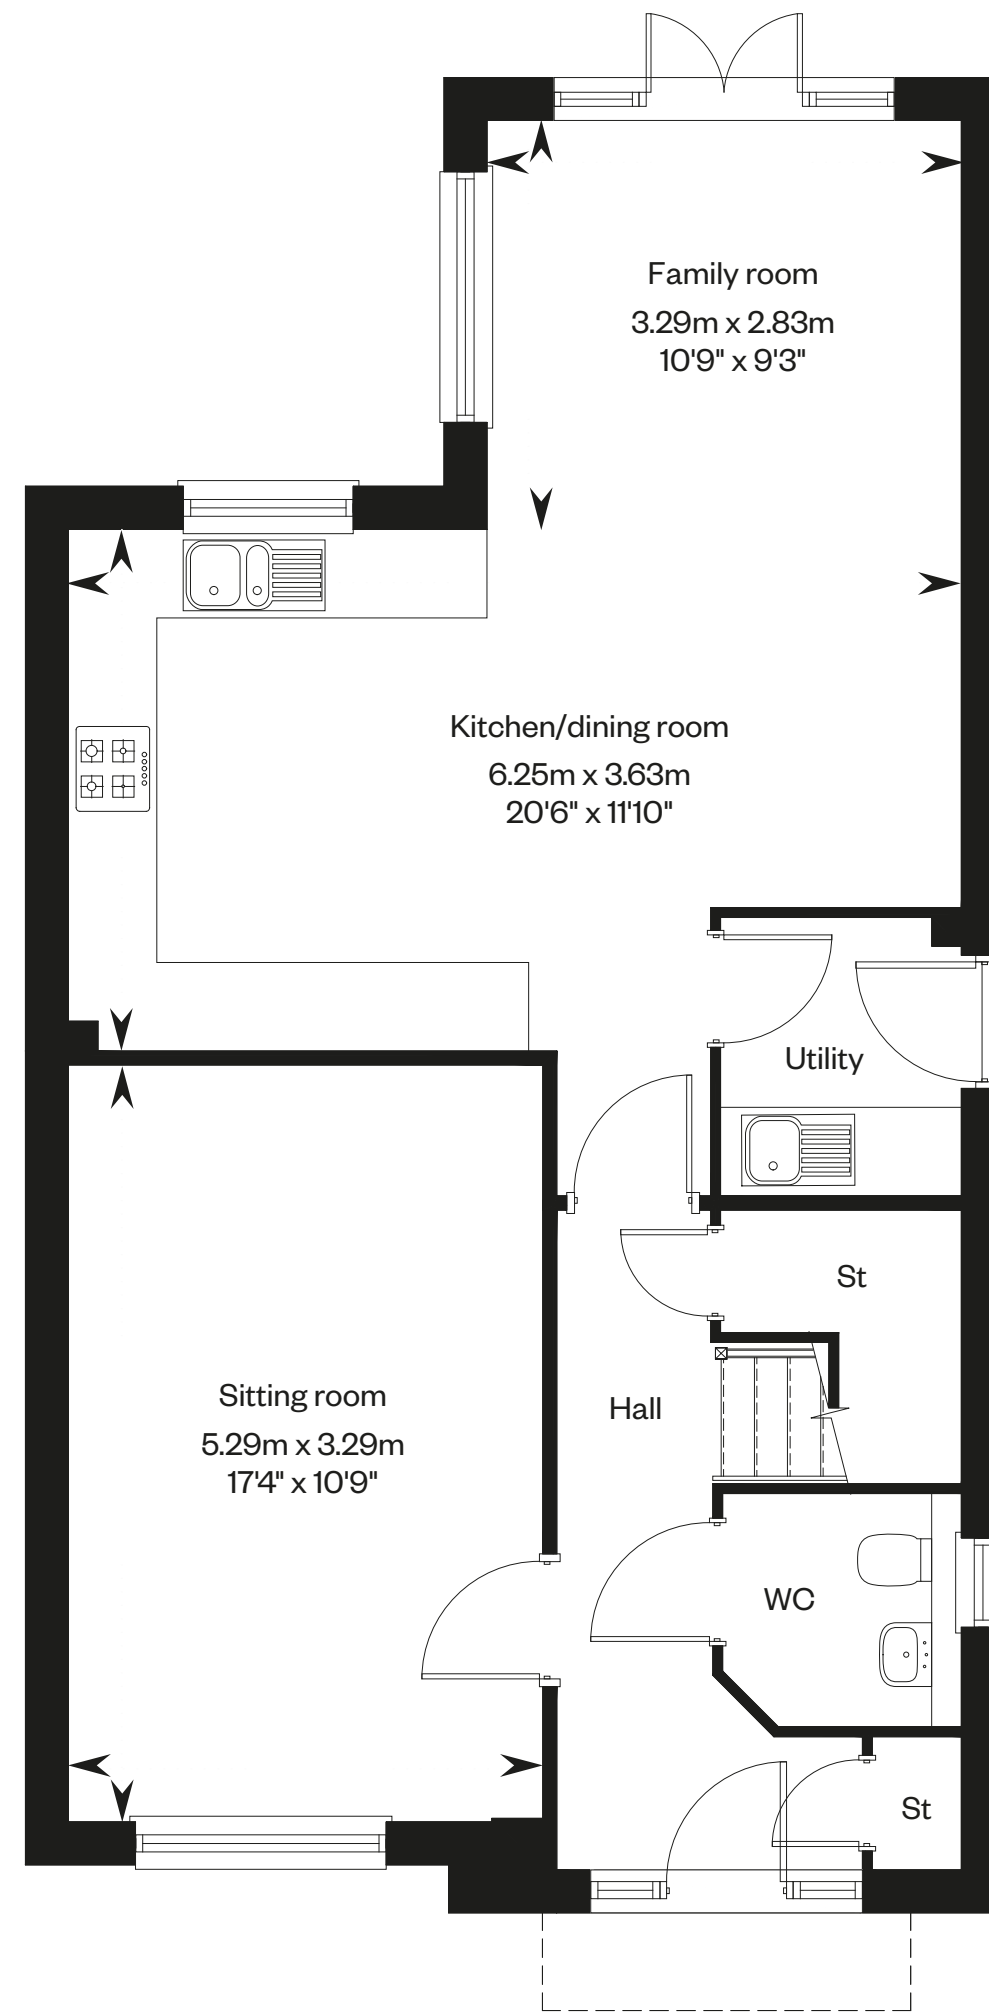 Family room
3.29m x 2.83m
10'9" x 9'3"
Kitchen/dining room
6.25m x 3.63m
20'6" x 11'10"
Utility
St
Hall
Sitting room
5.29m x 3.29m
17'4" x 10'9"
WC
St